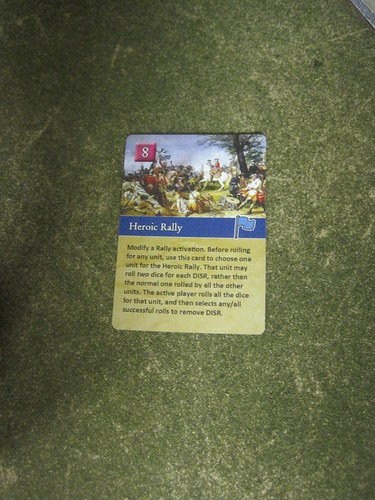 8
Heroic Rally
Modify a Rally activation. Before rolling
for any unit, use this card to choose one
unit for the Heroic Rally. That unit may
roll two dice for each DISR, rather than
the normal one rolled by all the other
units. The active player rolls all the dice
for that unit, and then selects any/all
successful rolls to remove DISR.